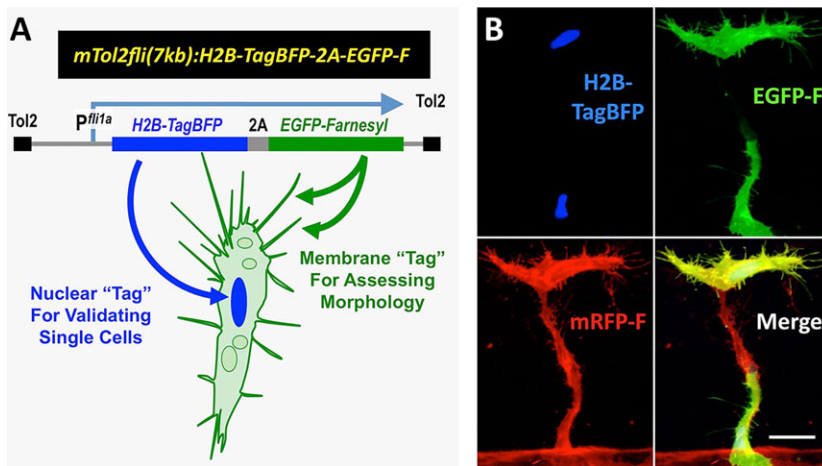 A
mTol2fli(7kb):H2B-TagBFP-2A-EGFP-F
Tol2
Pfli1a
H2B-TagBFP
2A
EGFP-Farnesyl
Tol2
Nuclear “Tag”
For Validating
Single Cells
Membrane “Tag”
For Assessing
Morphology
B
H2B-
TagBFP
EGFP-F
mRFP-F
Merge